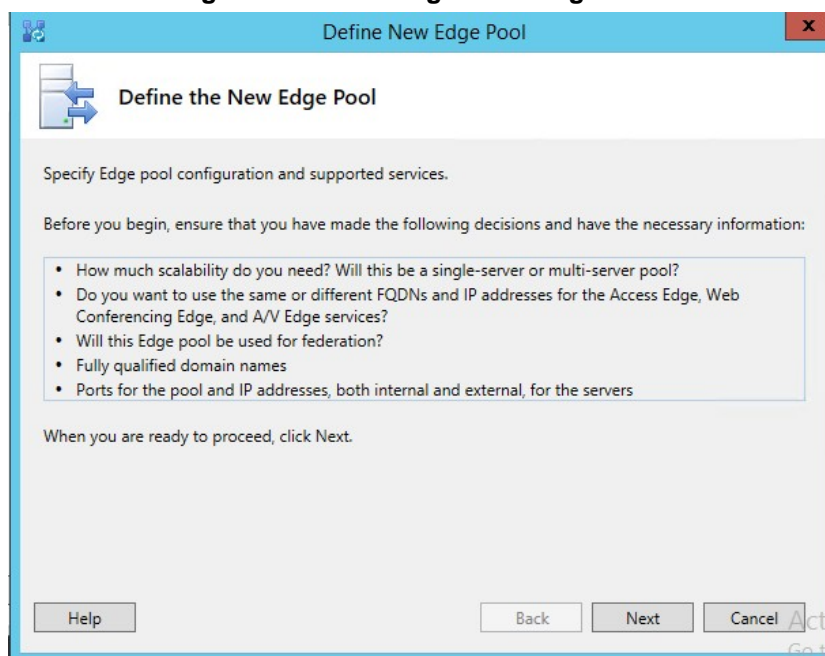 Define New Edge Pool
x
Define the New Edge Pool
Specify Edge pool configuration and supported services.
Before you begin, ensure that you have made the following decisions and have the necessary information:
• How much scalability do you need? Will this be a single-server or multi-server pool?
• Do you want to use the same or different FQDNs and IP addresses for the Access Edge, Web
Conferencing Edge, and A/V Edge services?
• Will this Edge pool be used for federation?
• Fully qualified domain names
• Ports for the pool and IP addresses, both internal and external, for the servers
When you are ready to proceed, click Next.
Help Back Next Cancel